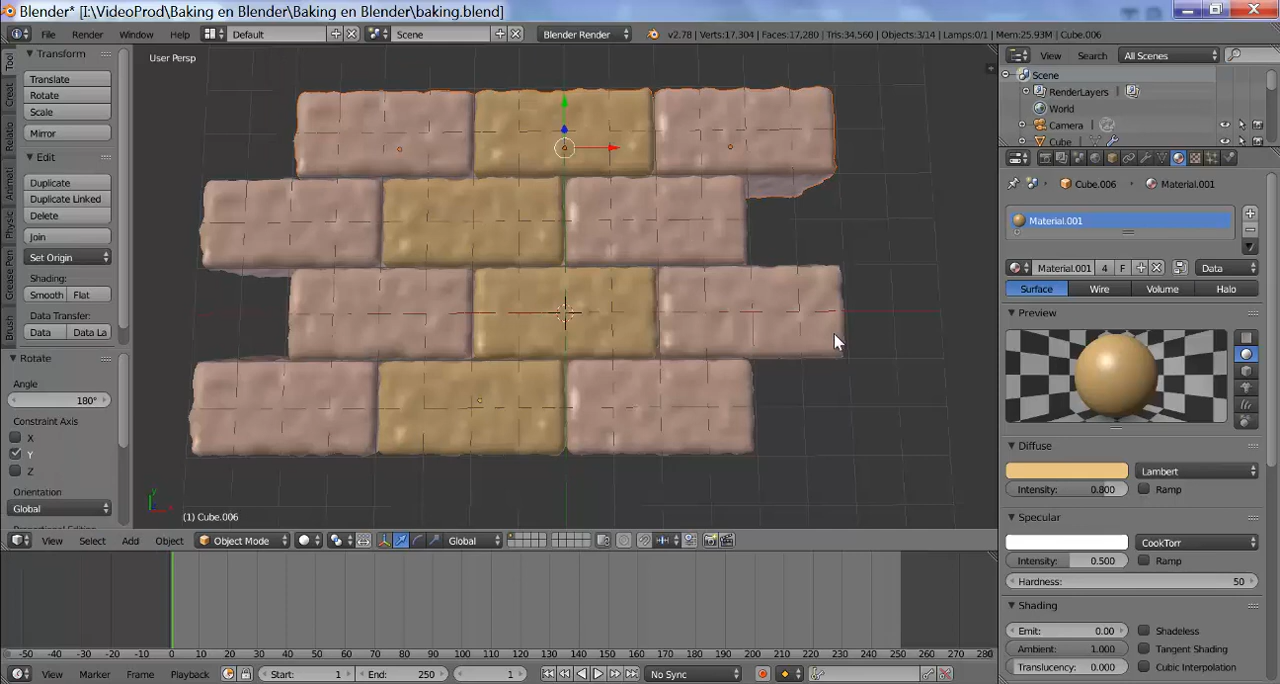 Blender* [I:\VideoProd\Baking en Blender\Baking en Blender\baking.blend]
File Render Window Help Default Scene Blender Render v2.78 | Verts:17,304 | Faces:17,280 | Tris:34,560 | Objects:3/14 | Lamps:0/1 | Mem:25.93M | Cube.006
View Search All Scenes
Tool
Creat
Relatio
Animati
Physic
Grease Pen
Brush
Transform
Translate
Rotate
Scale
Mirror
Edit
Duplicate
Duplicate Linked
Delete
Join
Set Origin
Shading:
Smooth Flat
Data Transfer:
Data Data La
Rotate
Angle
180°
Constraint Axis
X
Y
Z
Orientation
Global
User Persp
(1) Cube.006
Scene
RenderLayers
World
Camera
Cube
Cube.006 Material.001
Material.001
Material.001 4 F Data
Surface Wire Volume Halo
Preview
Diffuse
Lambert
Intensity: 0.800 Ramp
Specular
CookTorr
Intensity: 0.500 Ramp
Hardness: 50
Shading
Emit: 0.00 Shadeless
Ambient: 1.000 Tangent Shading
Translucency: 0.000 Cubic Interpolation
View Select Add Object Object Mode Global
-50 -40 -30 -20 -10 0 10 20 30 40 50 60 70 80 90 100 110 120 130 140 150 160 170 180 190 200 210 220 230 240 250 260 270 280
View Marker Frame Playback Start: 1 End: 250 1 No Sync